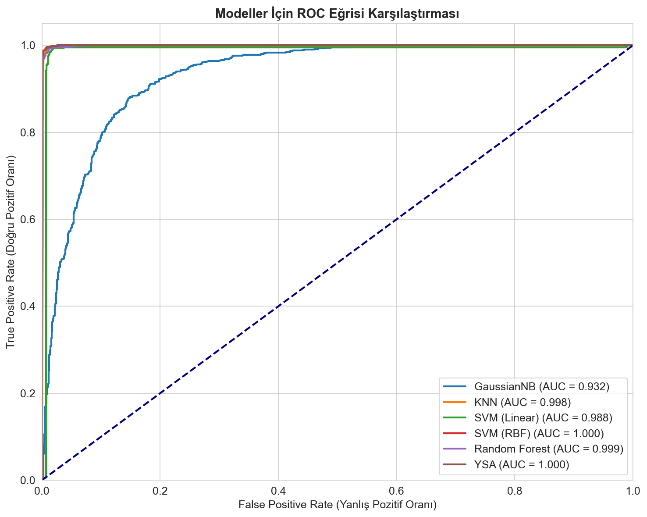 Modeller İçin ROC Eğrisi Karşılaştırması
True Positive Rate (Doğru Pozitif Oranı)
1.0
0.8
0.6
0.4
0.2
0.0
GaussianNB (AUC = 0.932)
KNN (AUC = 0.998)
SVM (Linear) (AUC = 0.988)
SVM (RBF) (AUC = 1.000)
Random Forest (AUC = 0.999)
YSA (AUC = 1.000)
0.0 0.2 0.4 0.6 0.8 1.0
False Positive Rate (Yanlış Pozitif Oranı)